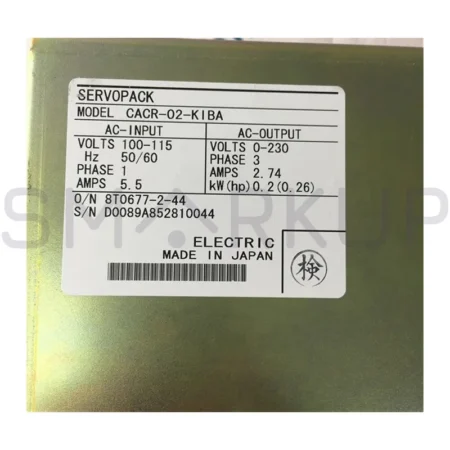 SERVOPACK
MODEL CACR-02-KIBA
AC-INPUT AC-OUTPUT
VOLTS 100-115 VOLTS 0-230
Hz 50/60 PHASE 3
PHASE 1 AMPS 2.74
AMPS 5.5 kW(hp) 0.2(0.26)
O/N 8T0677-2-44
S/N D0089A852810044
ELECTRIC
MADE IN JAPAN
検
SMARKUP